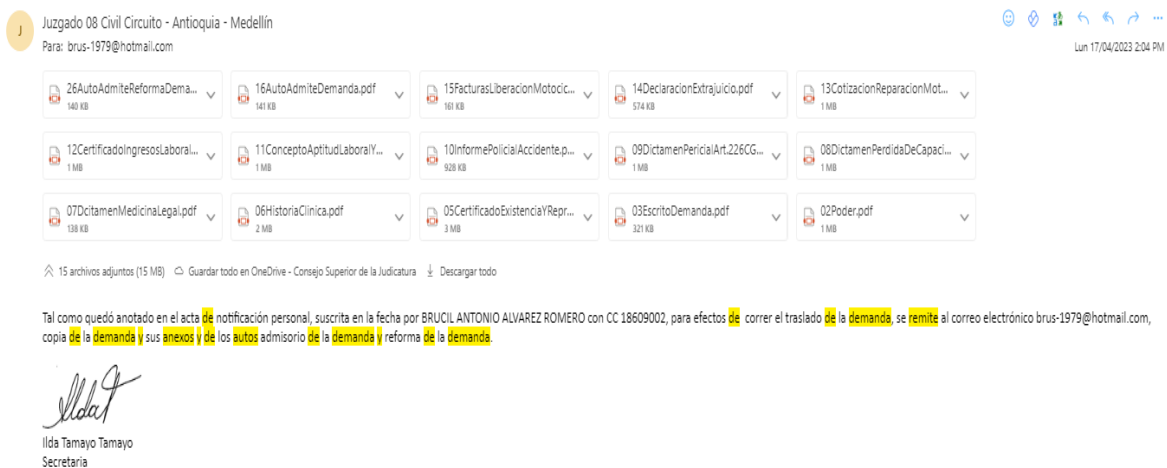 J
Juzgado 08 Civil Circuito - Antioquia - Medellín
Para: brus-1979@hotmail.com
Lun 17/04/2023 2:04 PM
26AutoAdmiteReformaDema...
140 KB
16AutoAdmiteDemanda.pdf
141 KB
15FacturasLiberacionMotocic...
161 KB
14DeclaracionExtrajuicio.pdf
574 KB
13CotizacionReparacionMot...
1 MB
12CertificadoIngresosLaboral...
1 MB
11ConceptoAptitudLaboralY...
1 MB
10InformePolicialAccidente.p...
928 KB
09DictamenPericialArt.226CG...
1 MB
08DictamenPerdidaDeCapaci...
1 MB
07DcitamenMedicinaLegal.pdf
138 KB
06HistoriaClinica.pdf
2 MB
05CertificadoExistenciaYRepr...
3 MB
03EscritoDemanda.pdf
321 KB
02Poder.pdf
1 MB
15 archivos adjuntos (15 MB) Guardar todo en OneDrive - Consejo Superior de la Judicatura Descargar todo
Tal como quedó anotado en el acta de notificación personal, suscrita en la fecha por BRUCIL ANTONIO ALVAREZ ROMERO con CC 18609002, para efectos de correr el traslado de la demanda, se remite al correo electrónico brus-1979@hotmail.com,
copia de la demanda y sus anexos y de los autos admisorio de la demanda y reforma de la demanda.
IldaT
Ilda Tamayo Tamayo
Secretaria